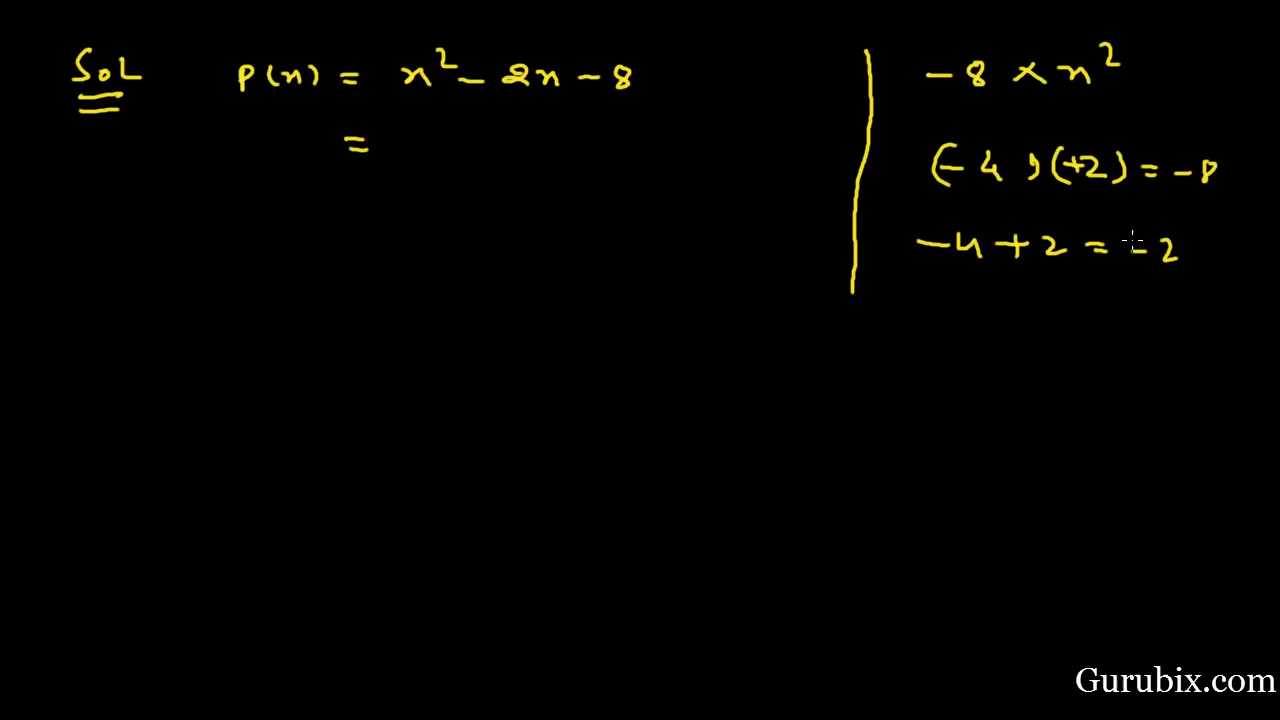 SOL P(x) = x² - 2x - 8
=
-8 × x²
(-4, (+2) = -8
-4 + 2 = -2
Gurubix.com